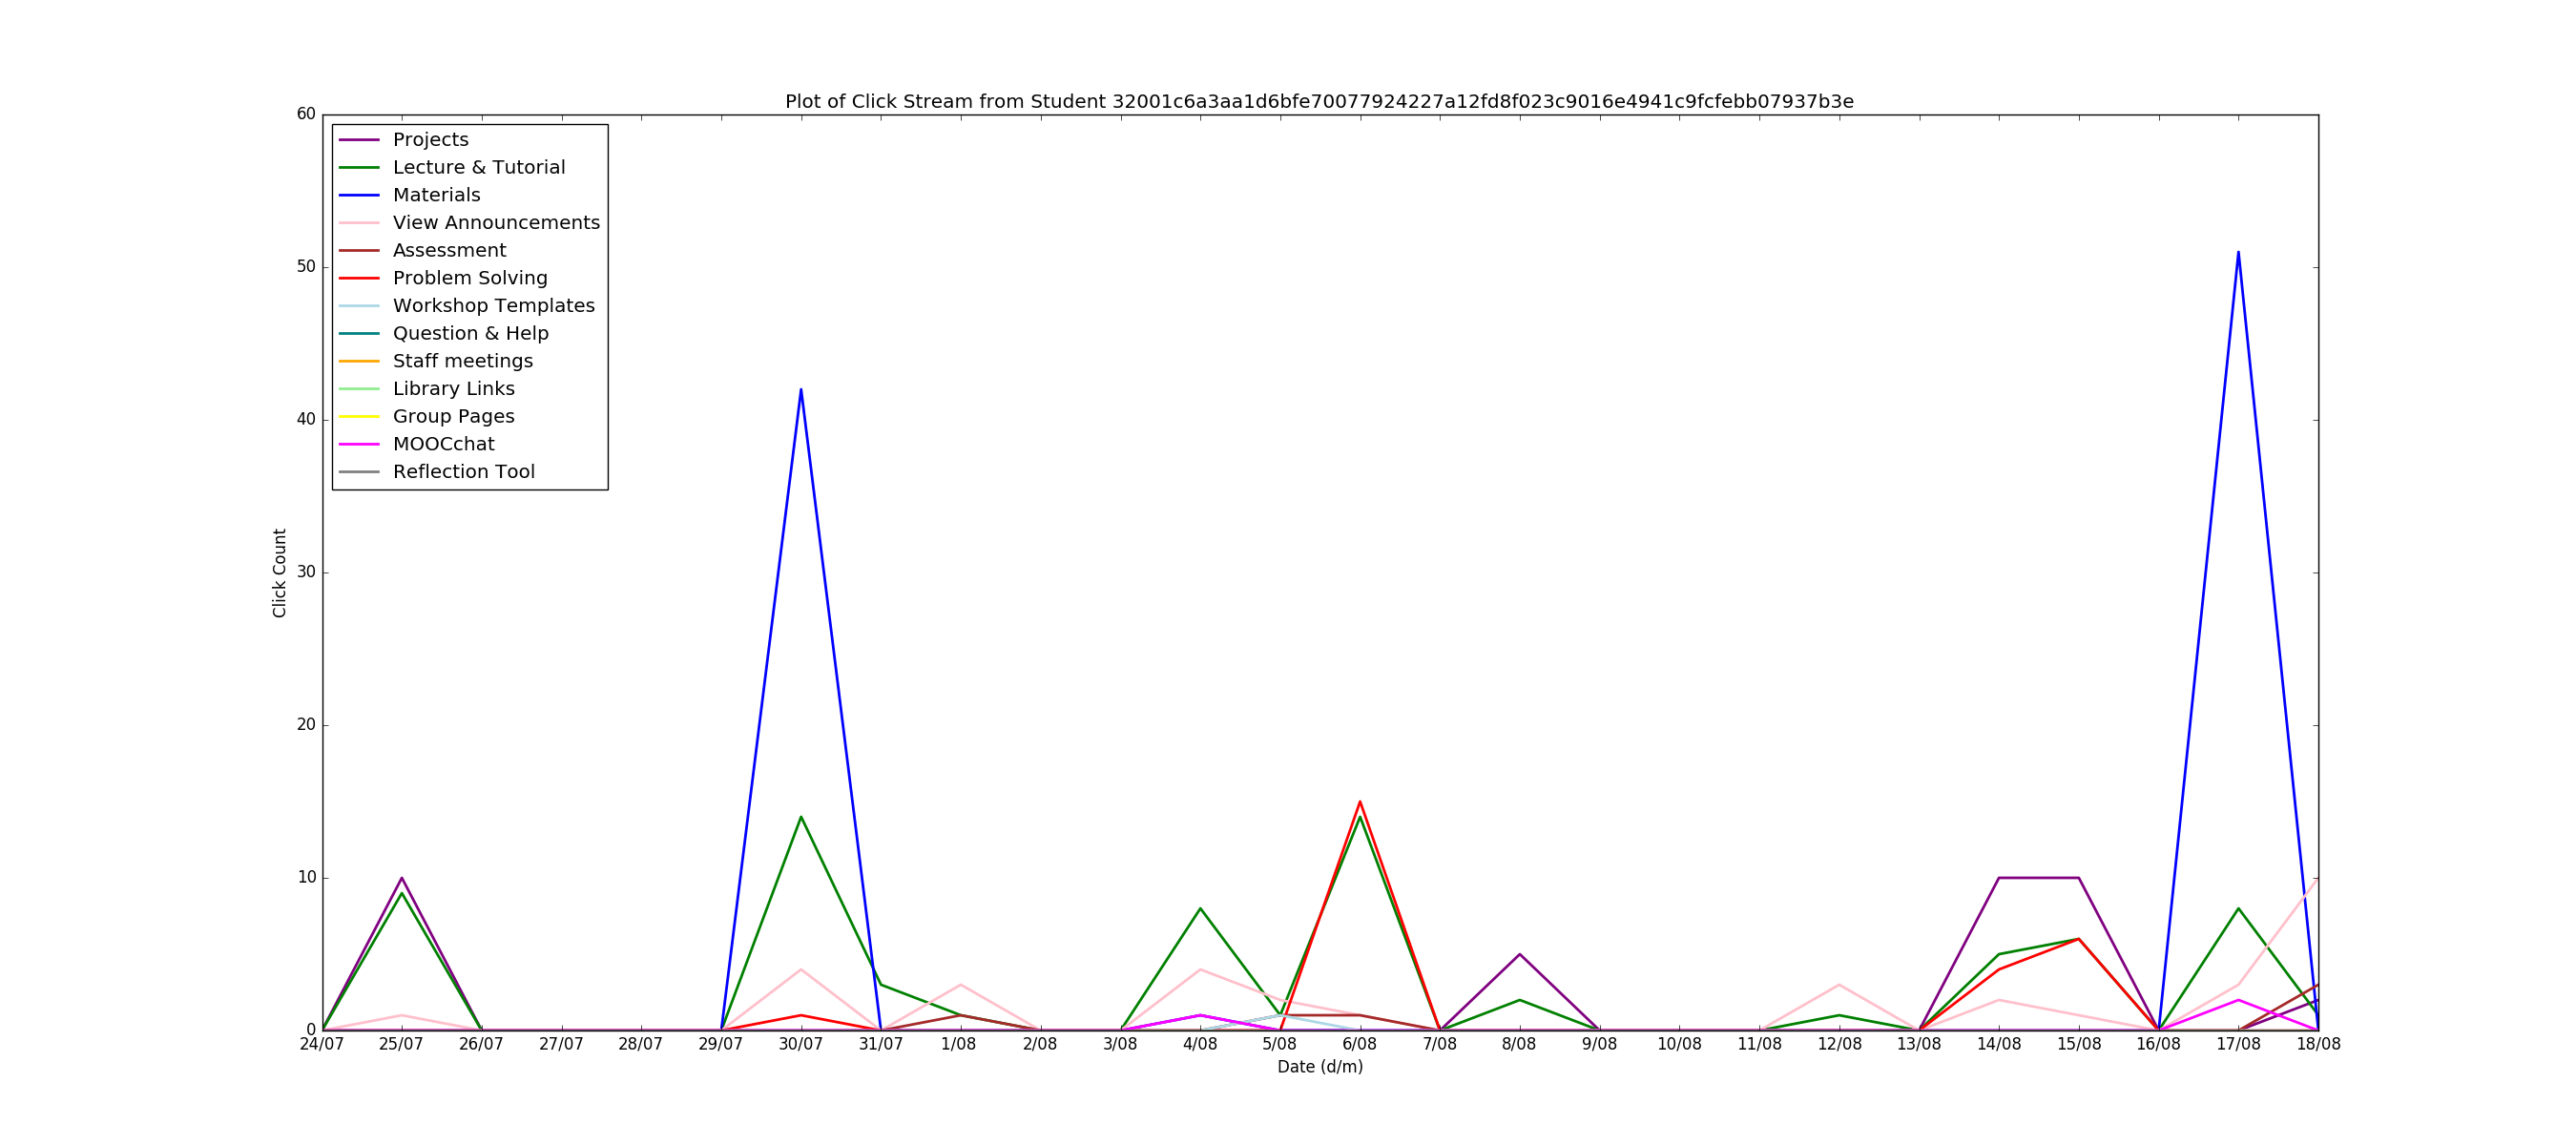 Plot of Click Stream from Student 32001c6a3aa1d6bfe70077924227a12fd8f023c9016e4941c9fcfebb07937b3e
60
50
40
30
20
10
0
Click Count
Projects
Lecture & Tutorial
Materials
View Announcements
Assessment
Problem Solving
Workshop Templates
Question & Help
Staff meetings
Library Links
Group Pages
MOOCchat
Reflection Tool
24/07 25/07 26/07 27/07 28/07 29/07 30/07 31/07 1/08 2/08 3/08 4/08 5/08 6/08 7/08 8/08 9/08 10/08 11/08 12/08 13/08 14/08 15/08 16/08 17/08 18/08
Date (d/m)